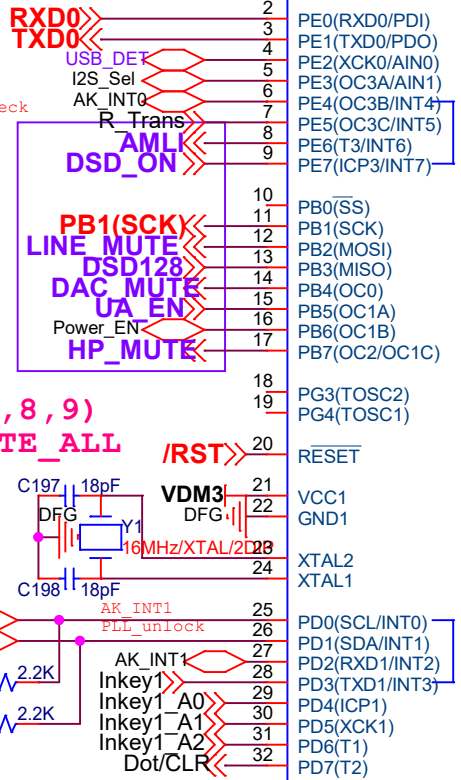 RXD0 2 PE0(RXD0/PDI)
TXD0 3 PE1(TXD0/PDO)
USB_DET 4 PE2(XCK0/AIN0)
I2S_Sel 5 PE3(OC3A/AIN1)
AK_INT0 6 PE4(OC3B/INT4)
eck
R_Trans 7 PE5(OC3C/INT5)
AMLI 8 PE6(T3/INT6)
DSD_ON 9 PE7(ICP3/INT7)
10 PB0(SS)
PB1(SCK) 11 PB1(SCK)
LINE_MUTE 12 PB2(MOSI)
DSD128 13 PB3(MISO)
DAC_MUTE 14 PB4(OC0)
UA_EN 15 PB5(OC1A)
Power_EN 16 PB6(OC1B)
HP_MUTE 17 PB7(OC2/OC1C)
18 PG3(TOSC2)
19 PG4(TOSC1)
,8,9)
TE_ALL
/RST 20 RESET
C197 18pF
VDM3 21 VCC1
DFG DFG 22 GND1
Y1
16MHz/XTAL/2DIP 23 XTAL2
24 XTAL1
C198 18pF
AK_INT1 25 PD0(SCL/INT0)
PLL_unlock 26 PD1(SDA/INT1)
AK_INT1 27 PD2(RXD1/INT2)
2.2K Inkey1 28 PD3(TXD1/INT3)
Inkey1_A0 29 PD4(ICP1)
2.2K Inkey1_A1 30 PD5(XCK1)
Inkey1_A2 31 PD6(T1)
Dot/CLR 32 PD7(T2)